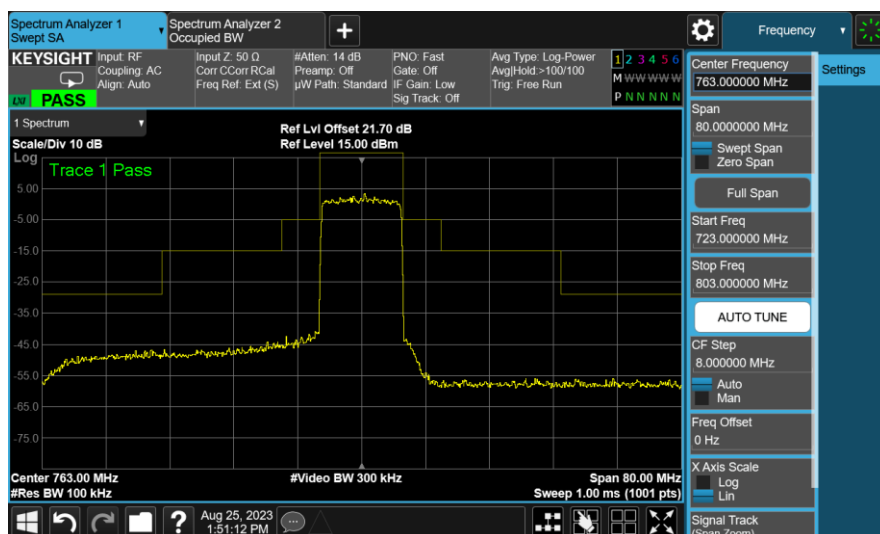 Spectrum Analyzer 1
Swept SA
Spectrum Analyzer 2
Occupied BW
+
Frequency
KEYSIGHT
LXI
PASS
Input: RF
Coupling: AC
Align: Auto
Input Z: 50 Ω
Corr CCorr RCal
Freq Ref: Ext (S)
#Atten: 14 dB
Preamp: Off
µW Path: Standard
PNO: Fast
Gate: Off
IF Gain: Low
Sig Track: Off
Avg Type: Log-Power
Avg|Hold:>100/100
Trig: Free Run
1 2 3 4 5 6
M W W W W W
P N N N N N
1 Spectrum
Scale/Div 10 dB
Ref Lvl Offset 21.70 dB
Ref Level 15.00 dBm
Log
Trace 1 Pass
5.00
-5.00
-15.0
-25.0
-35.0
-45.0
-55.0
-65.0
-75.0
Center 763.00 MHz
#Res BW 100 kHz
#Video BW 300 kHz
Span 80.00 MHz
Sweep 1.00 ms (1001 pts)
?
Aug 25, 2023
1:51:12 PM
Center Frequency
763.000000 MHz
Settings
Span
80.0000000 MHz
Swept Span
Zero Span
Full Span
Start Freq
723.000000 MHz
Stop Freq
803.000000 MHz
AUTO TUNE
CF Step
8.000000 MHz
Auto
Man
Freq Offset
0 Hz
X Axis Scale
Log
Lin
Signal Track
(Span Zoom)